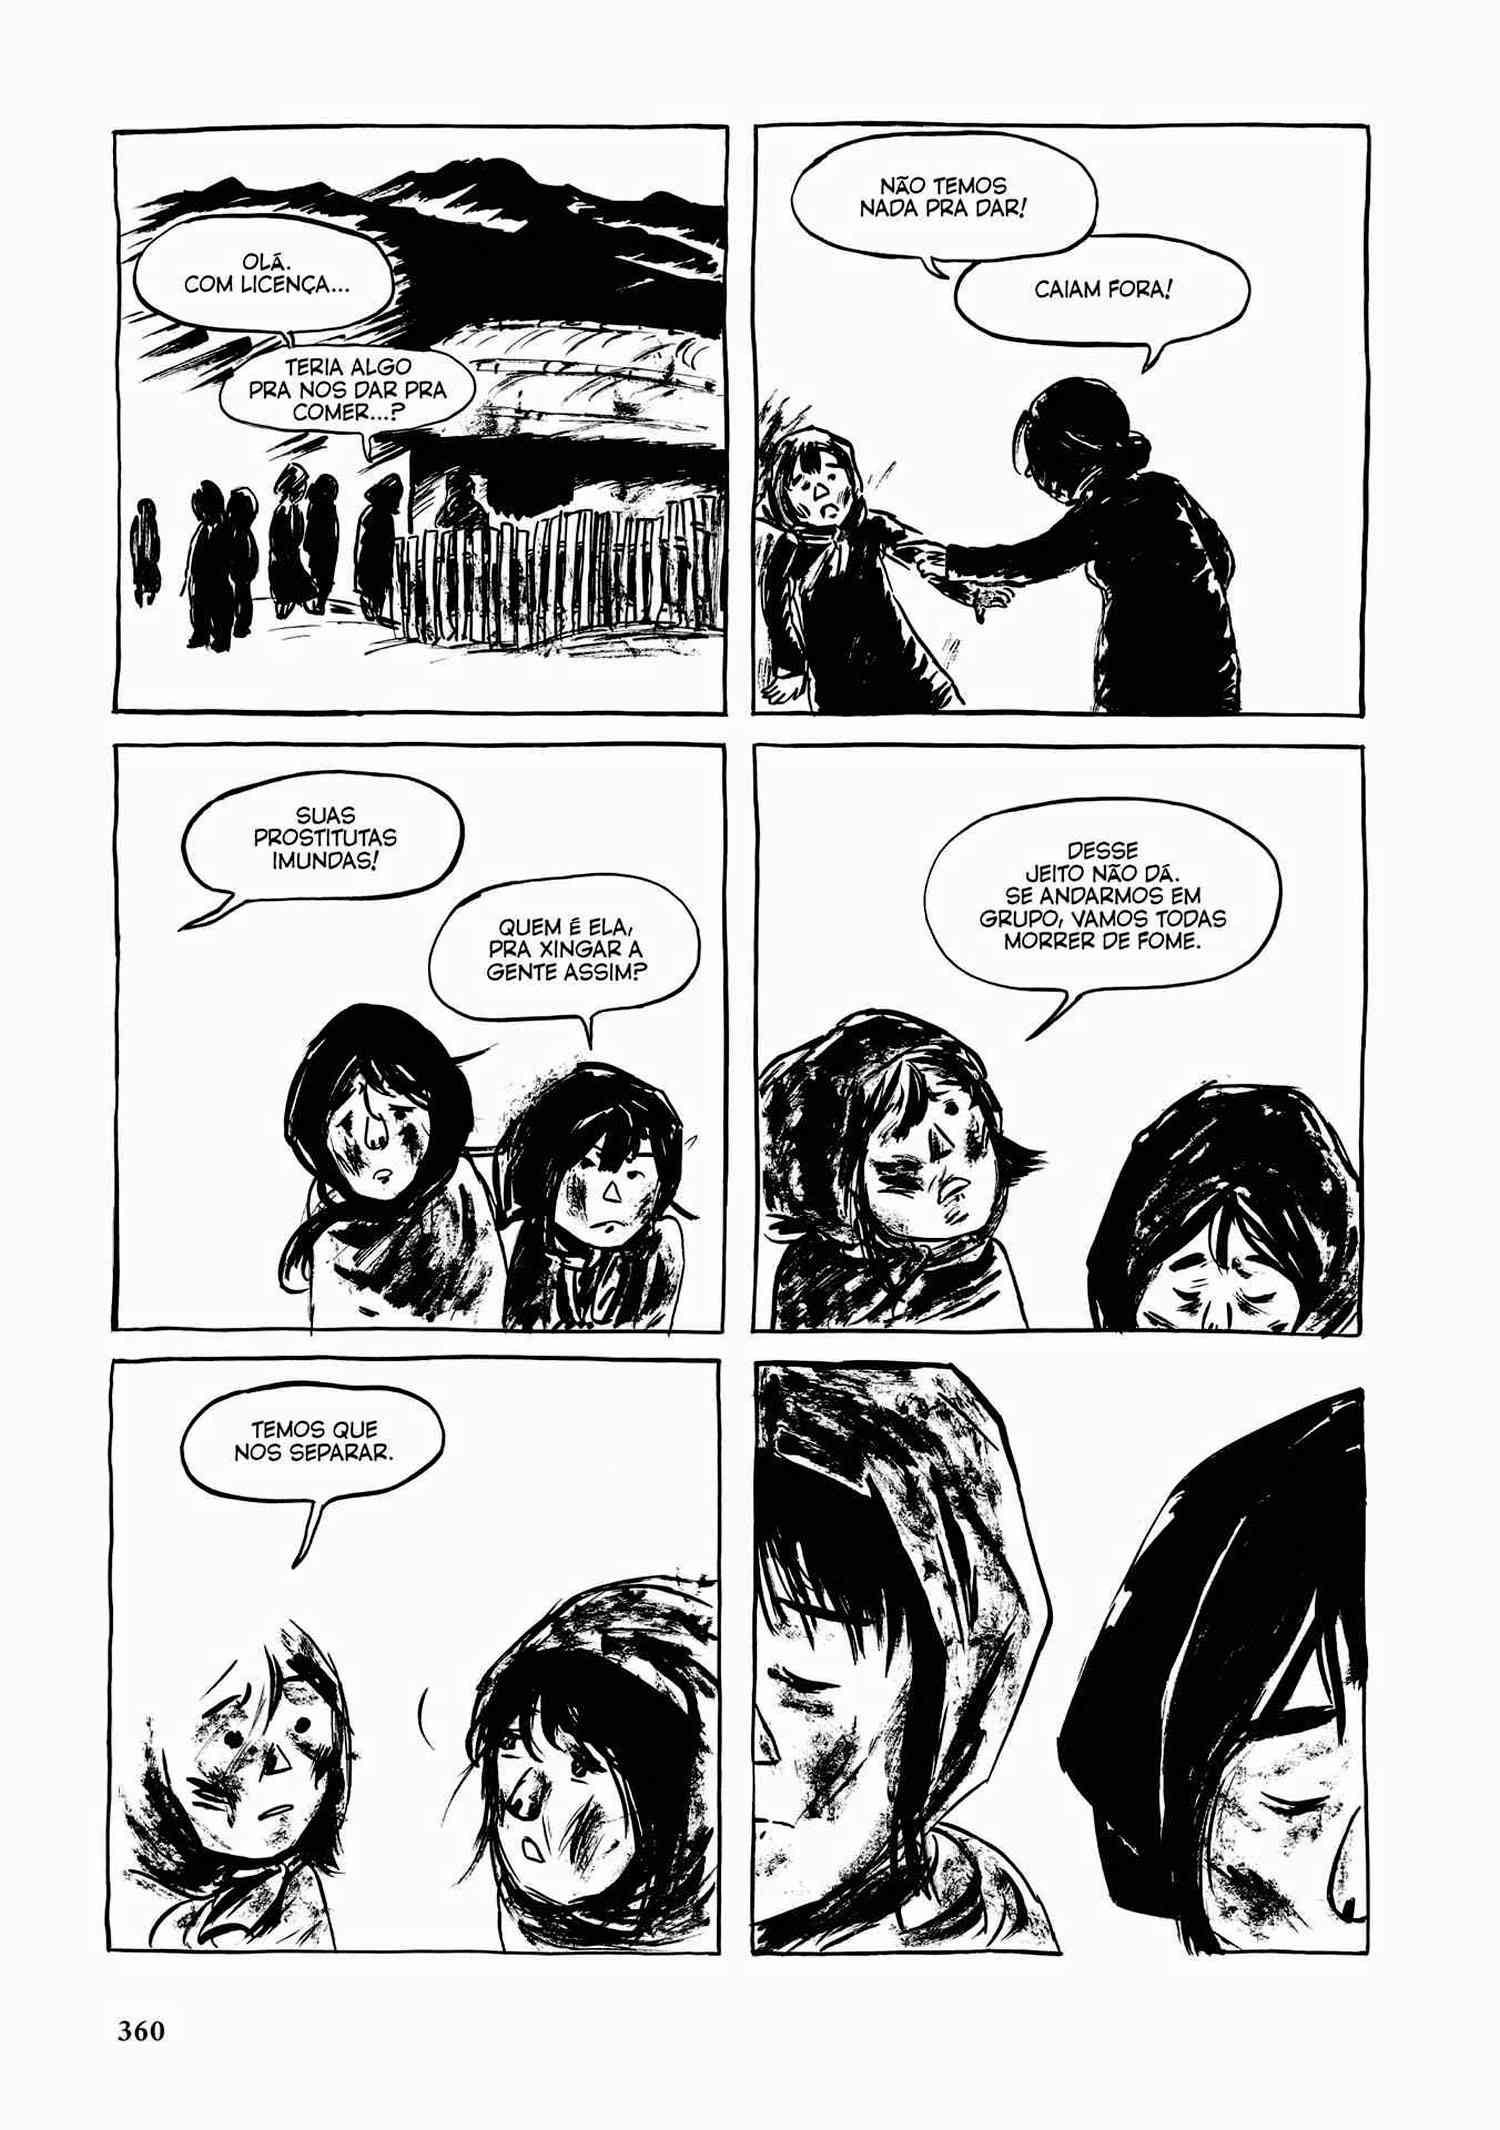 OLÁ.
COM LICENÇA...
TERIA ALGO
PRA NOS DAR PRA
COMER...?
NÃO TEMOS
NADA PRA DAR!
CAIAM FORA!
SUAS
PROSTITUTAS
IMUNDAS!
QUEM É ELA,
PRA XINGAR A
GENTE ASSIM?
DESSE
JEITO NÃO DÁ.
SE ANDARMOS EM
GRUPO, VAMOS TODAS
MORRER DE FOME.
TEMOS QUE
NOS SEPARAR.
360